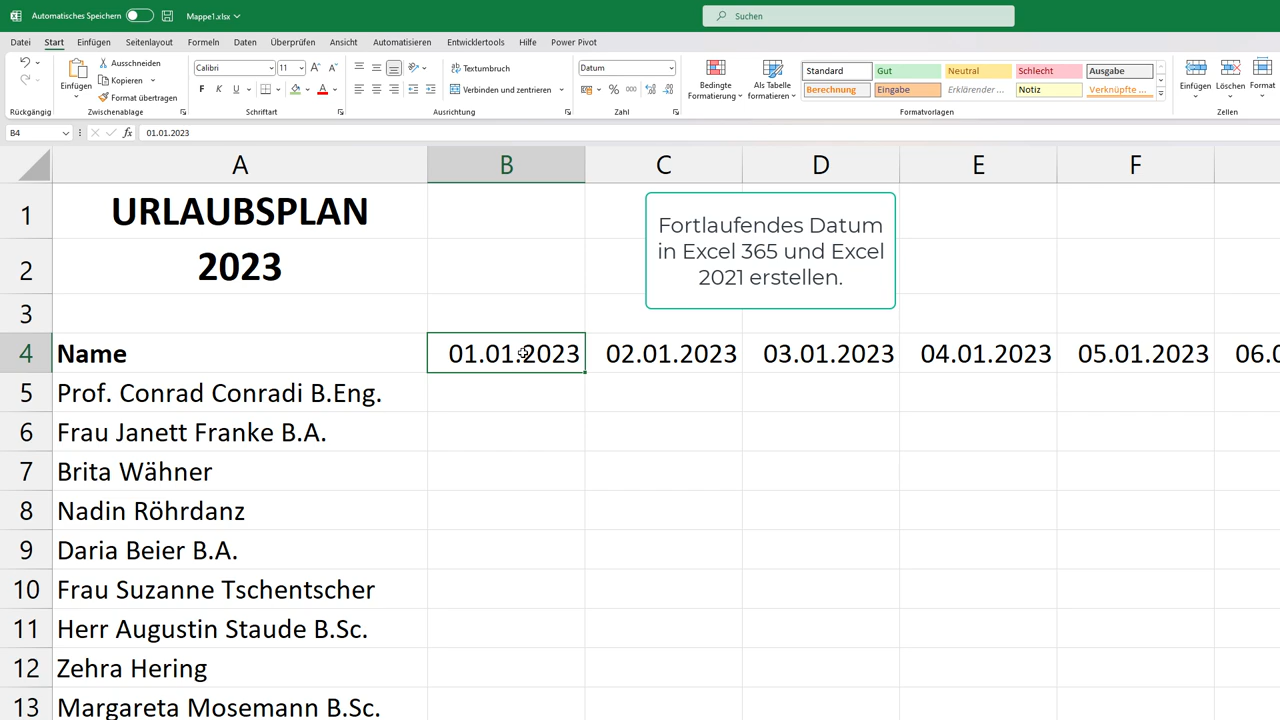 Automatisches Speichern Mappe1.xlsx Suchen
Datei Start Einfügen Seitenlayout Formeln Daten Überprüfen Ansicht Automatisieren Entwicklertools Hilfe Power Pivot
Einfügen
Ausschneiden
Kopieren
Format übertragen
Calibri 11
F K U
Textumbruch
Verbinden und zentrieren
Datum
% 000
Bedingte Formatierung
Als Tabelle formatieren
Standard Gut Neutral Schlecht Ausgabe
Berechnung Eingabe Erklärender ... Notiz Verknüpfte ...
Einfügen Löschen Format
Rückgängig Zwischenablage Schriftart Ausrichtung Zahl Formatvorlagen Zellen
B4 fx 01.01.2023
A B C D E F
1 URLAUBSPLAN
2 2023
Fortlaufendes Datum
in Excel 365 und Excel
2021 erstellen.
3
4 Name 01.01.2023 02.01.2023 03.01.2023 04.01.2023 05.01.2023 06.0
5 Prof. Conrad Conradi B.Eng.
6 Frau Janett Franke B.A.
7 Brita Wähner
8 Nadin Röhrdanz
9 Daria Beier B.A.
10 Frau Suzanne Tschentscher
11 Herr Augustin Staude B.Sc.
12 Zehra Hering
13 Margareta Mosemann B.Sc.